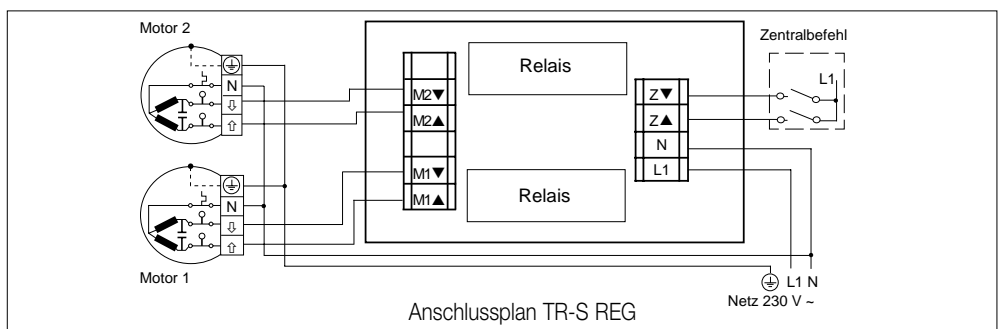 Motor 2
N
Motor 1
N
M2▼
M2▲
M1▼
M1▲
Relais
Relais
Z▼
Z▲
N
L1
Zentralbefehl
L1
L1 N
Netz 230 V ~
Anschlussplan TR-S REG